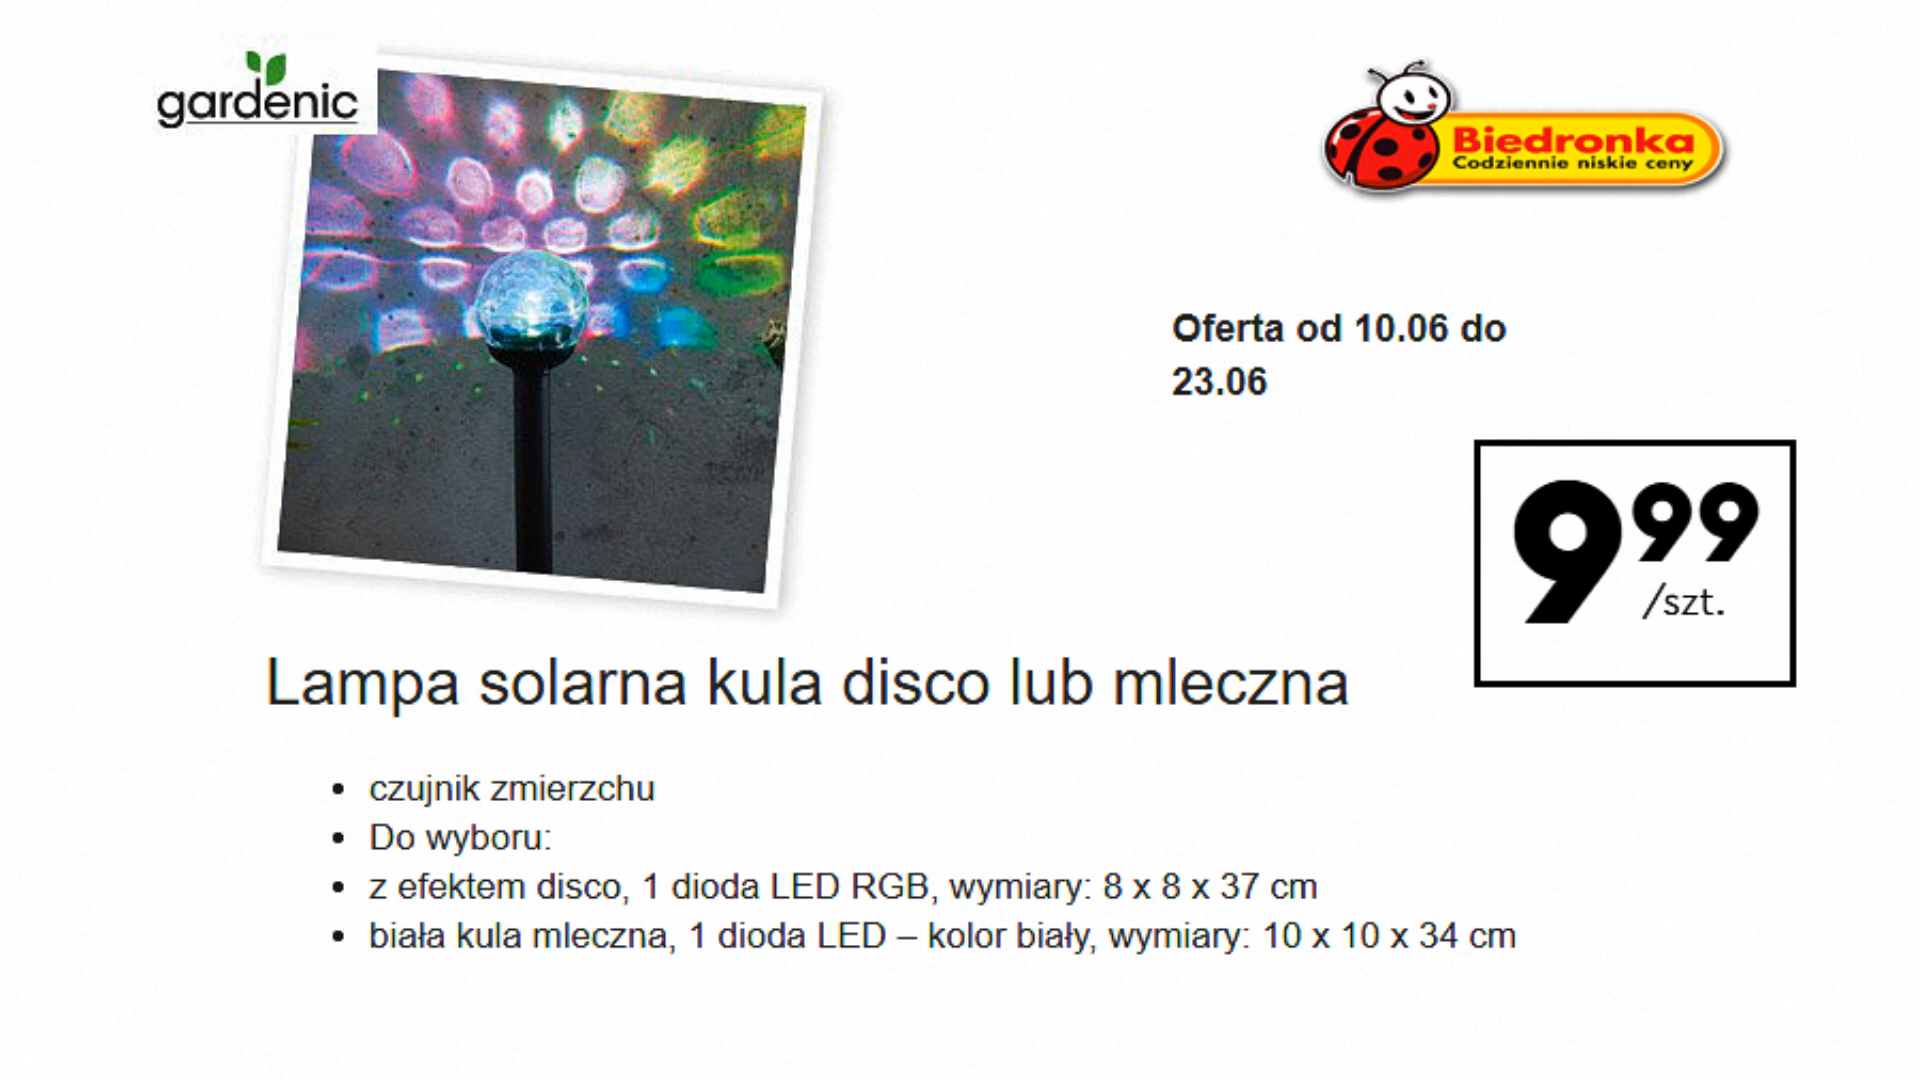 gardenic
Biedronka
Codziennie niskie ceny
Oferta od 10.06 do
23.06
9 99
/szt.
Lampa solarna kula disco lub mleczna
• czujnik zmierzchu
• Do wyboru:
• z efektem disco, 1 dioda LED RGB, wymiary: 8 x 8 x 37 cm
• biała kula mleczna, 1 dioda LED – kolor biały, wymiary: 10 x 10 x 34 cm